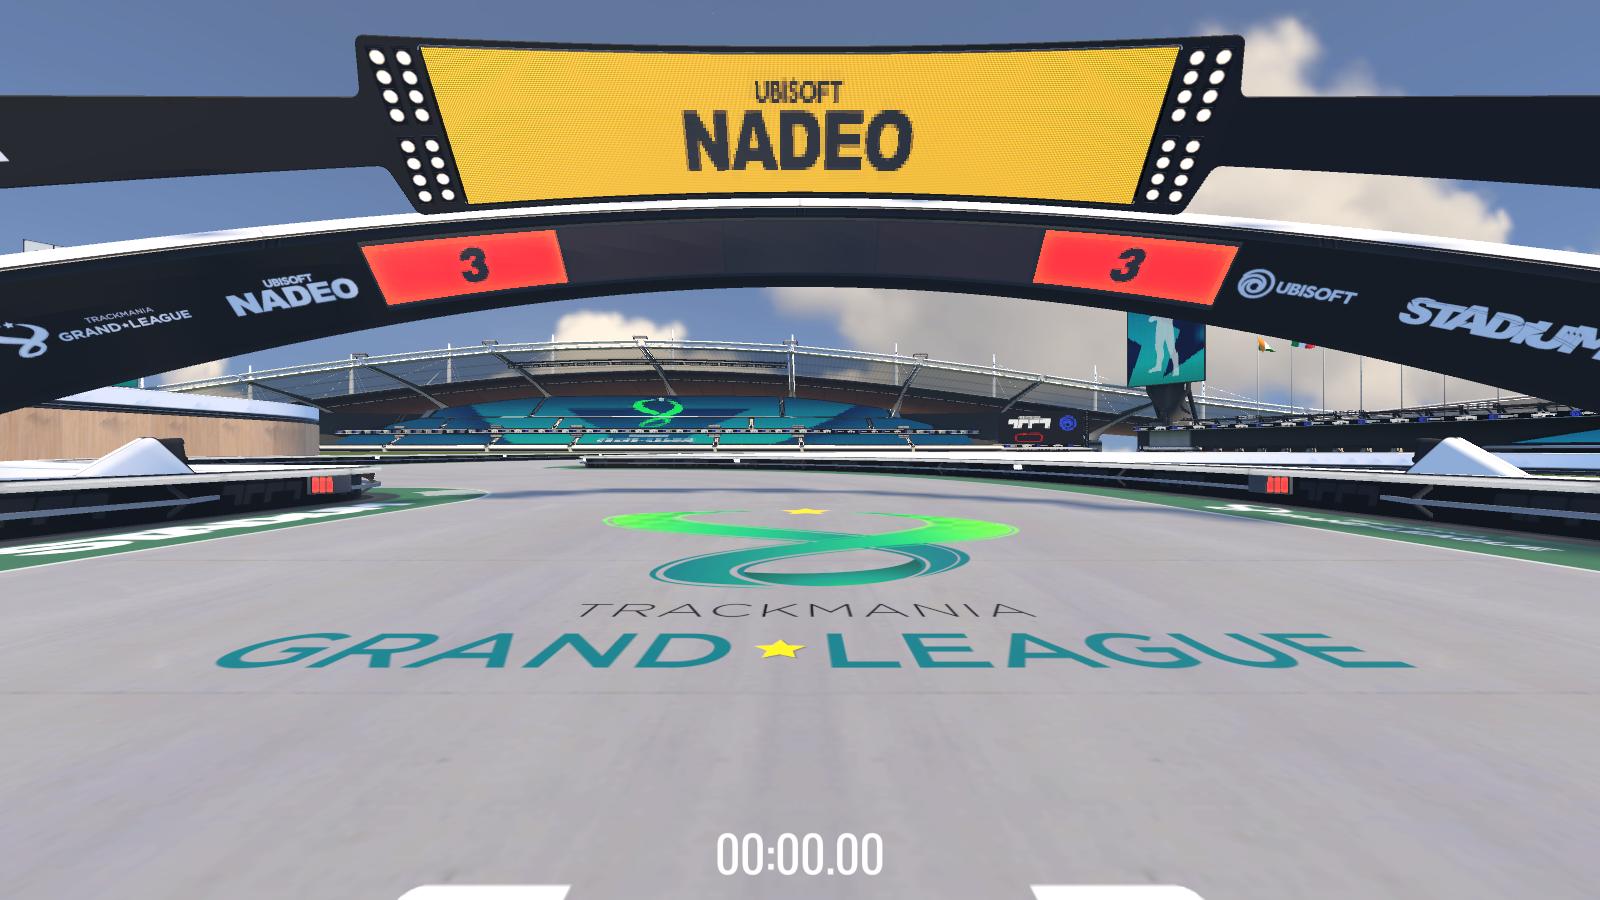 UBISOFT
NADEO
3
3
UBISOFT
NADEO
TRACKMANIA
GRAND★LEAGUE
UBISOFT
STADIUM
TRACKMANIA
GRAND★LEAGUE
00:00.00